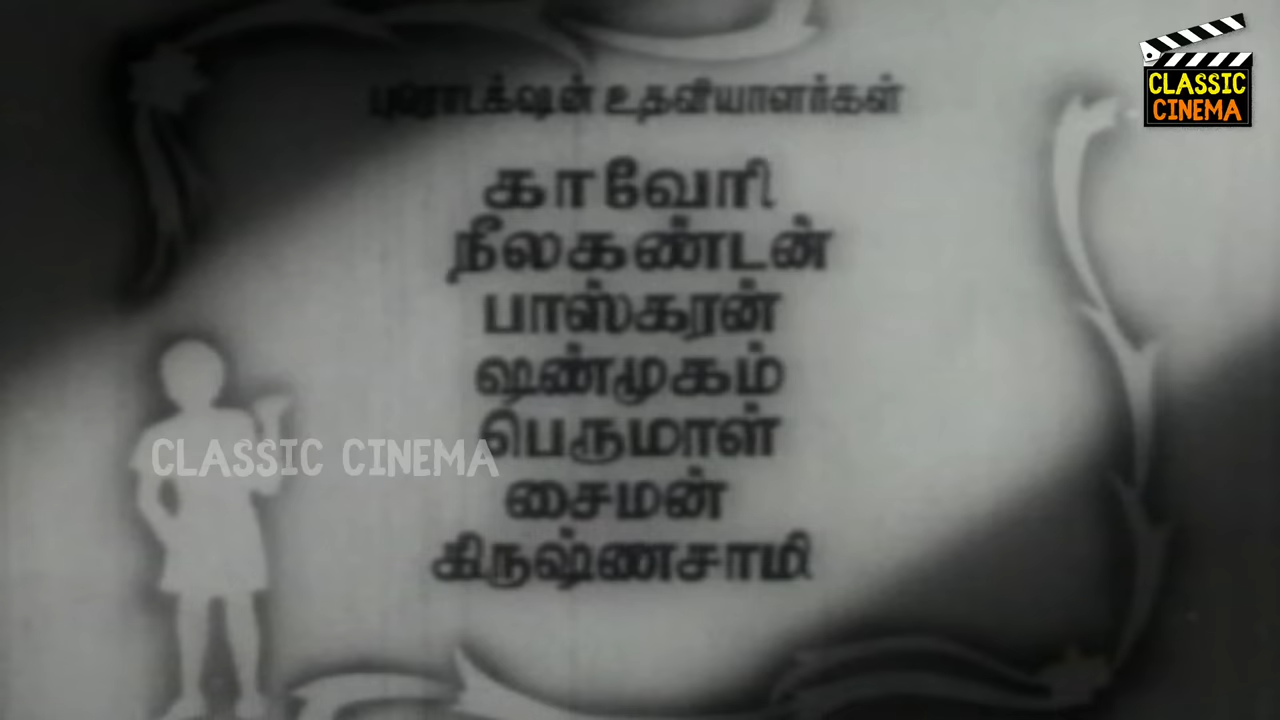 CLASSIC
CINEMA
புரொடக்‌ஷன் உதவியாளர்கள்
காவேரி
நீலகண்டன்
பாஸ்கரன்
ஷண்முகம்
பெருமாள்
CLASSIC CINEMA
சைமன்
கிருஷ்ணசாமி